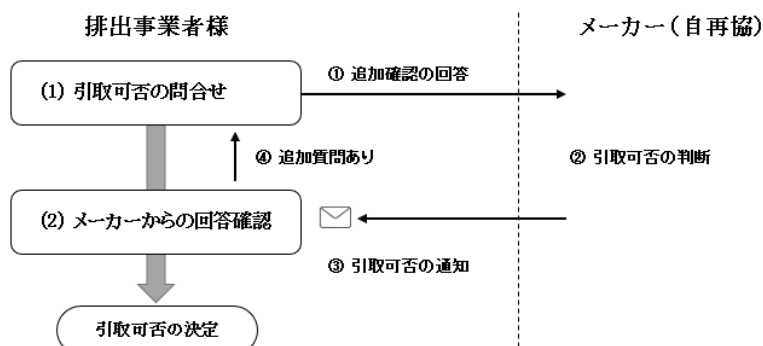 排出事業者様
メーカー（自再協）
(1) 引取可否の問合せ
① 追加確認の回答
④ 追加質問あり
② 引取可否の判断
(2) メーカーからの回答確認
③ 引取可否の通知
引取可否の決定